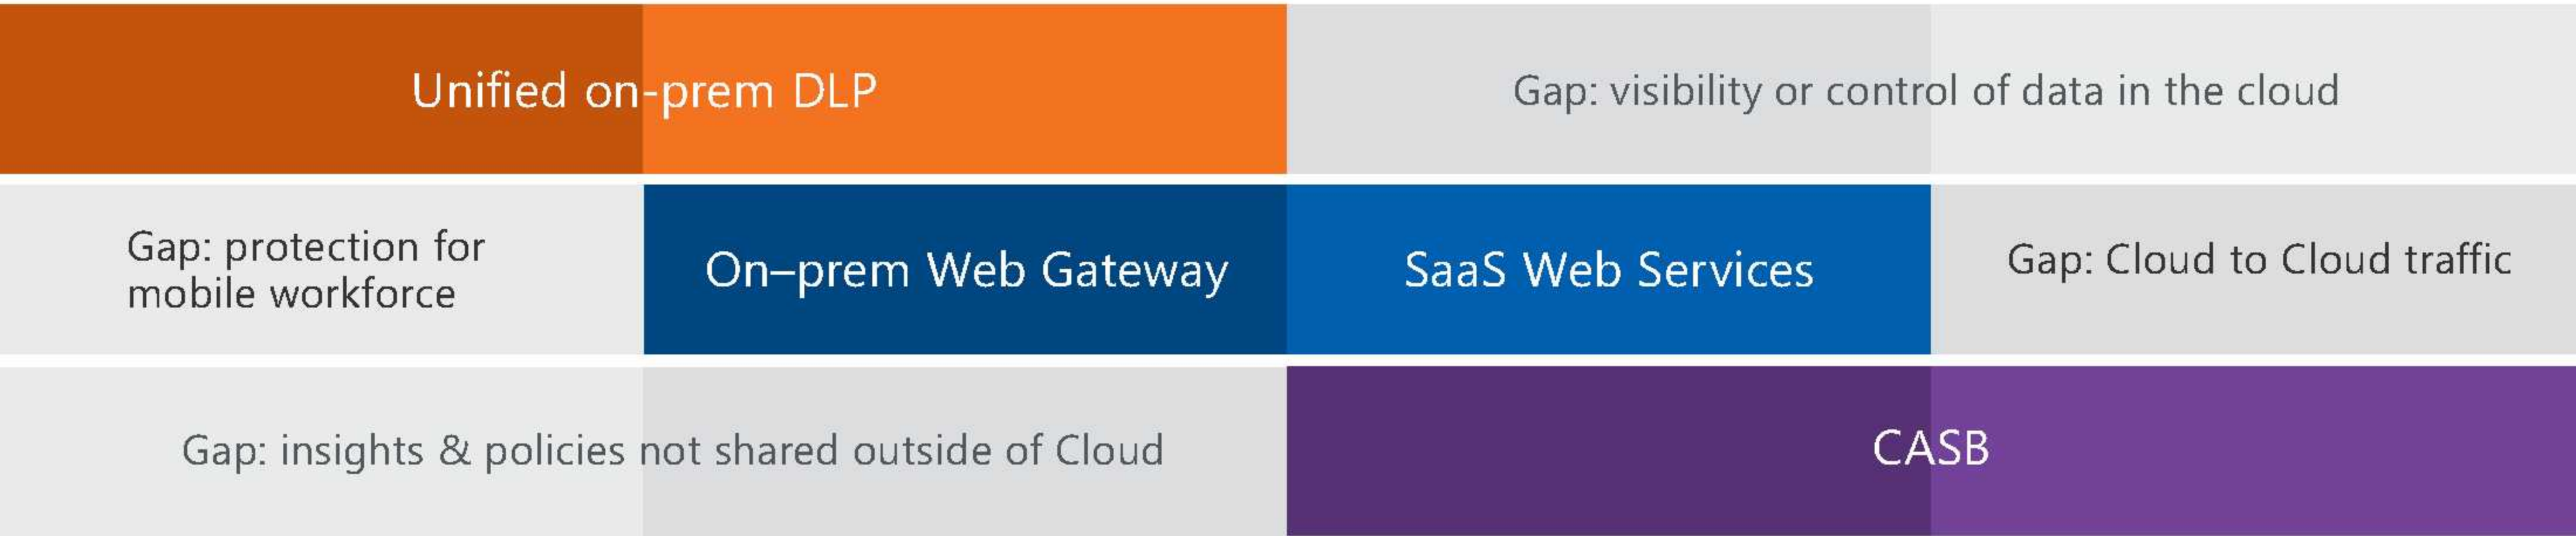 Unified on-prem DLP
Gap: visibility or control of data in the cloud
Gap: protection for
mobile workforce
On–prem Web Gateway
SaaS Web Services
Gap: Cloud to Cloud traffic
Gap: insights & policies not shared outside of Cloud
CASB